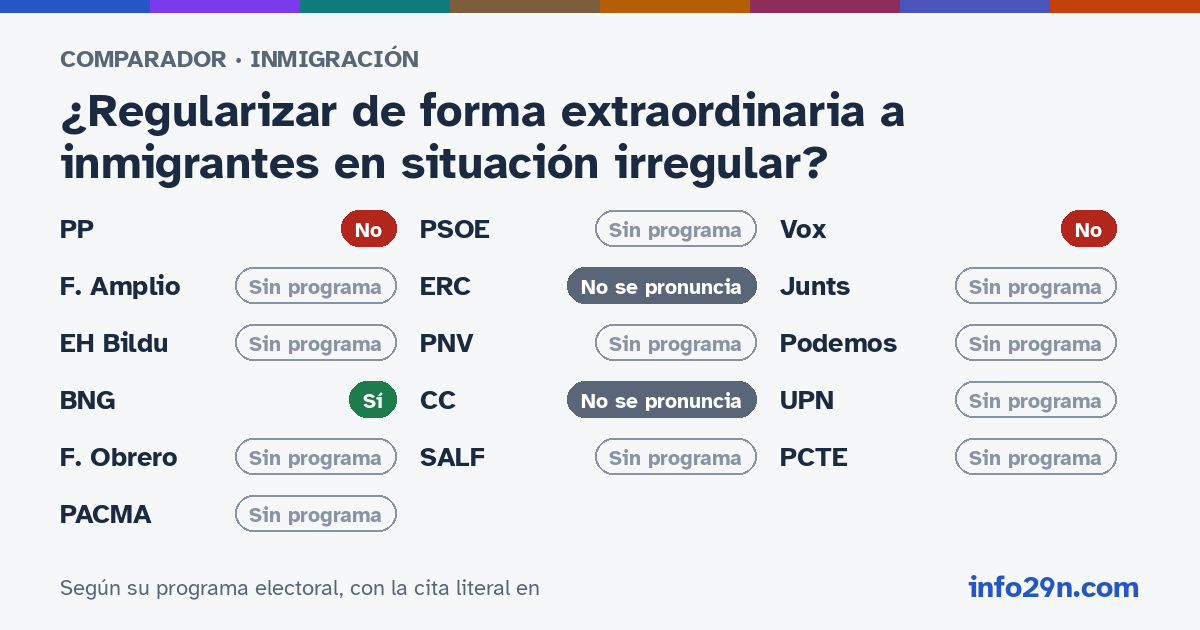 COMPARADOR · INMIGRACIÓN
¿Regularizar de forma extraordinaria a
inmigrantes en situación irregular?
PP No PSOE Sin programa Vox No
F. Amplio Sin programa ERC No se pronuncia Junts Sin programa
EH Bildu Sin programa PNV Sin programa Podemos Sin programa
BNG Sí CC No se pronuncia UPN Sin programa
F. Obrero Sin programa SALF Sin programa PCTE Sin programa
PACMA Sin programa
Según su programa electoral, con la cita literal en info29n.com